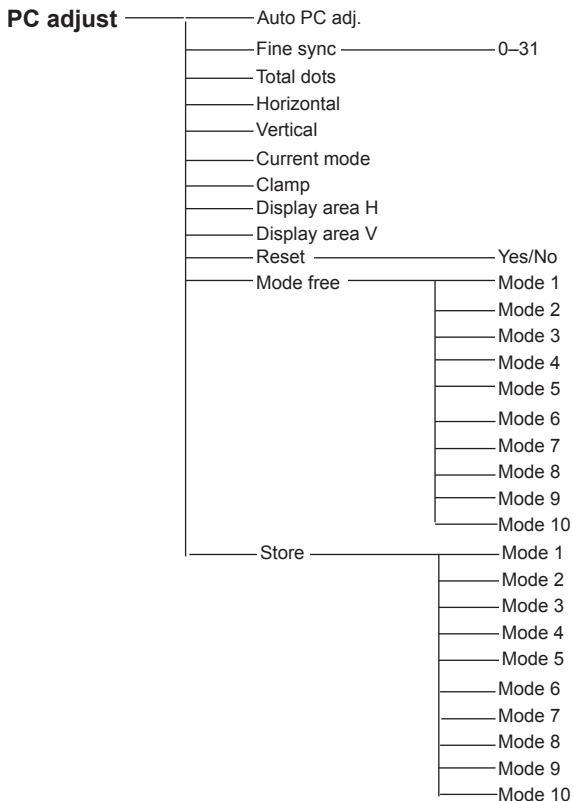 PC adjust Auto PC adj.
Fine sync 0–31
Total dots
Horizontal
Vertical
Current mode
Clamp
Display area H
Display area V
Reset Yes/No
Mode free Mode 1
Mode 2
Mode 3
Mode 4
Mode 5
Mode 6
Mode 7
Mode 8
Mode 9
Mode 10
Store Mode 1
Mode 2
Mode 3
Mode 4
Mode 5
Mode 6
Mode 7
Mode 8
Mode 9
Mode 10